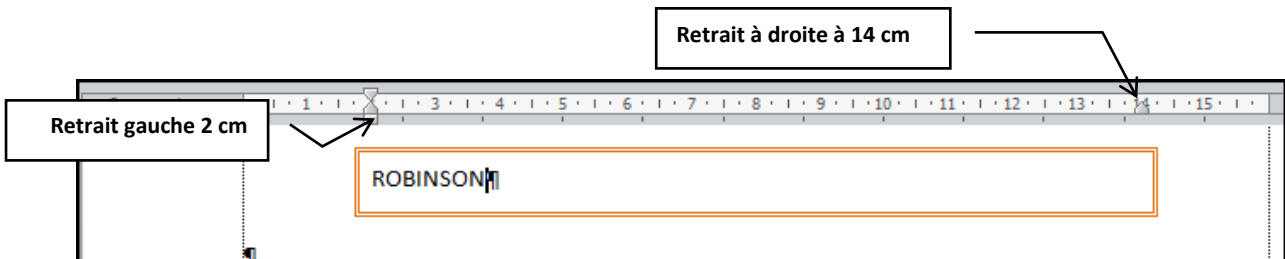 Retrait à droite à 14 cm
1 3 4 5 6 7 8 9 10 11 12 13 14 15
Retrait gauche 2 cm
ROBINSON¶
¶